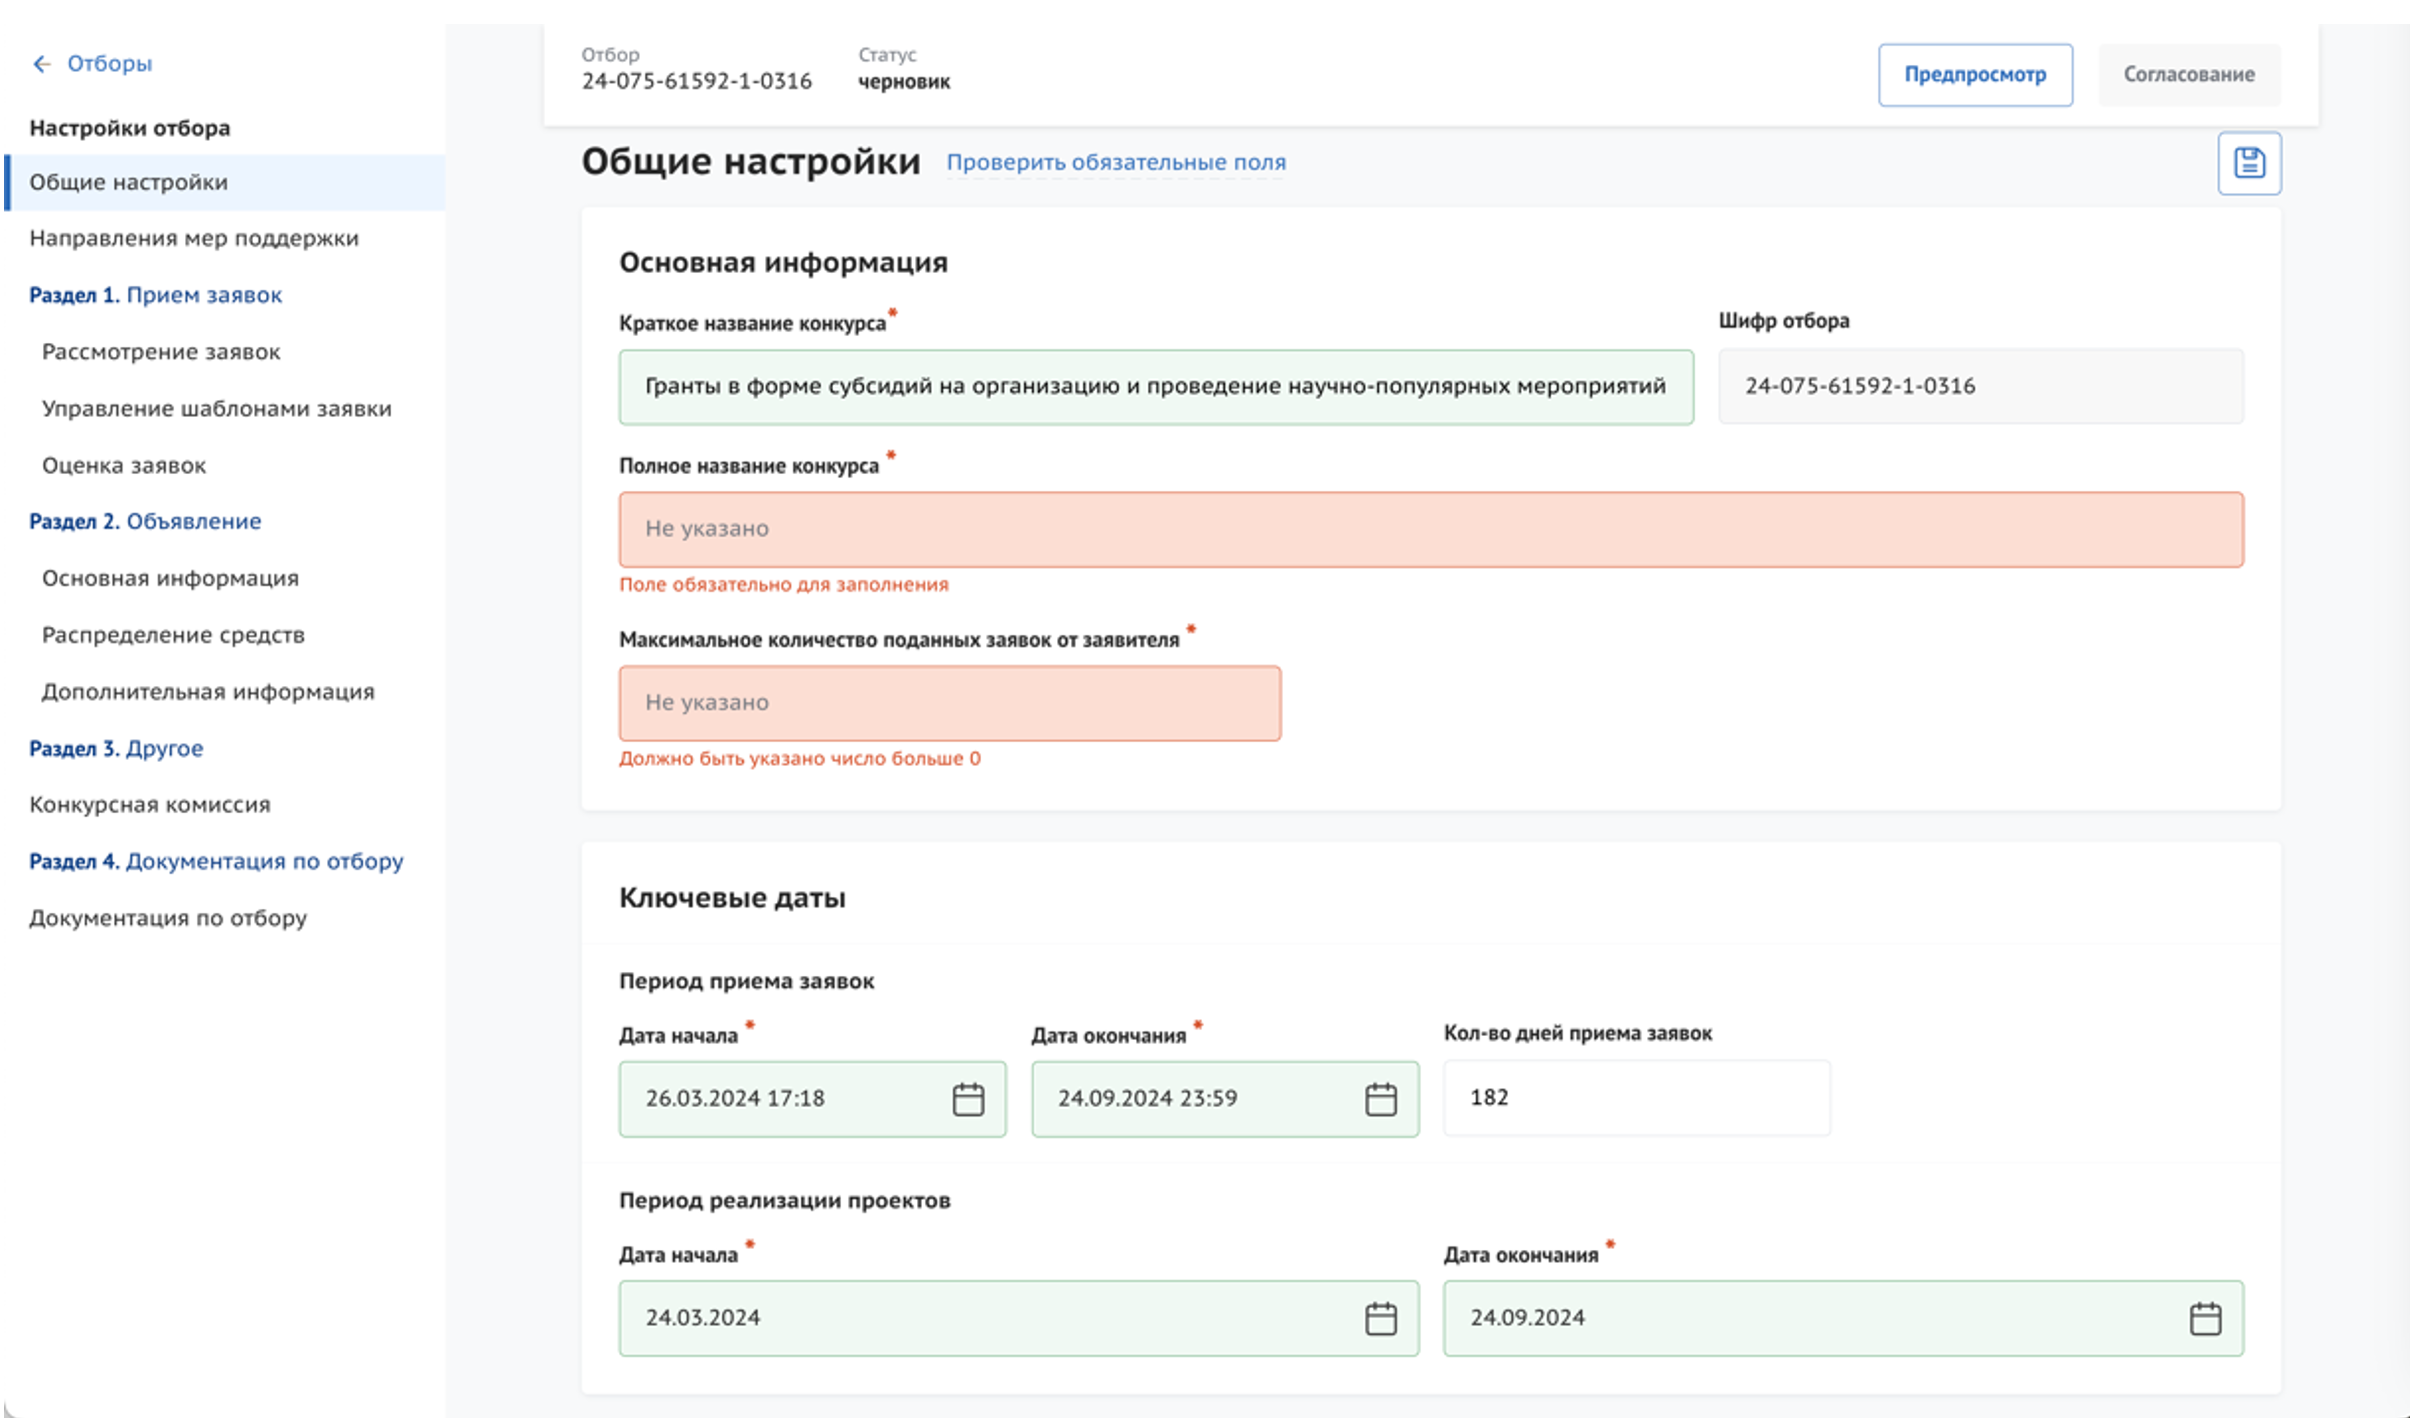 ← Отборы
Настройки отбора
Общие настройки
Направления мер поддержки
Раздел 1. Прием заявок
Рассмотрение заявок
Управление шаблонами заявки
Оценка заявок
Раздел 2. Объявление
Основная информация
Распределение средств
Дополнительная информация
Раздел 3. Другое
Конкурсная комиссия
Раздел 4. Документация по отбору
Документация по отбору
Отбор Статус
24-075-61592-1-0316 черновик
Предпросмотр Согласование
Общие настройки Проверить обязательные поля
Основная информация
Краткое название конкурса* Шифр отбора
Гранты в форме субсидий на организацию и проведение научно-популярных мероприятий 24-075-61592-1-0316
Полное название конкурса *
Не указано
Поле обязательно для заполнения
Максимальное количество поданных заявок от заявителя *
Не указано
Должно быть указано число больше 0
Ключевые даты
Период приема заявок
Дата начала * Дата окончания * Кол-во дней приема заявок
26.03.2024 17:18 24.09.2024 23:59 182
Период реализации проектов
Дата начала * Дата окончания *
24.03.2024 24.09.2024